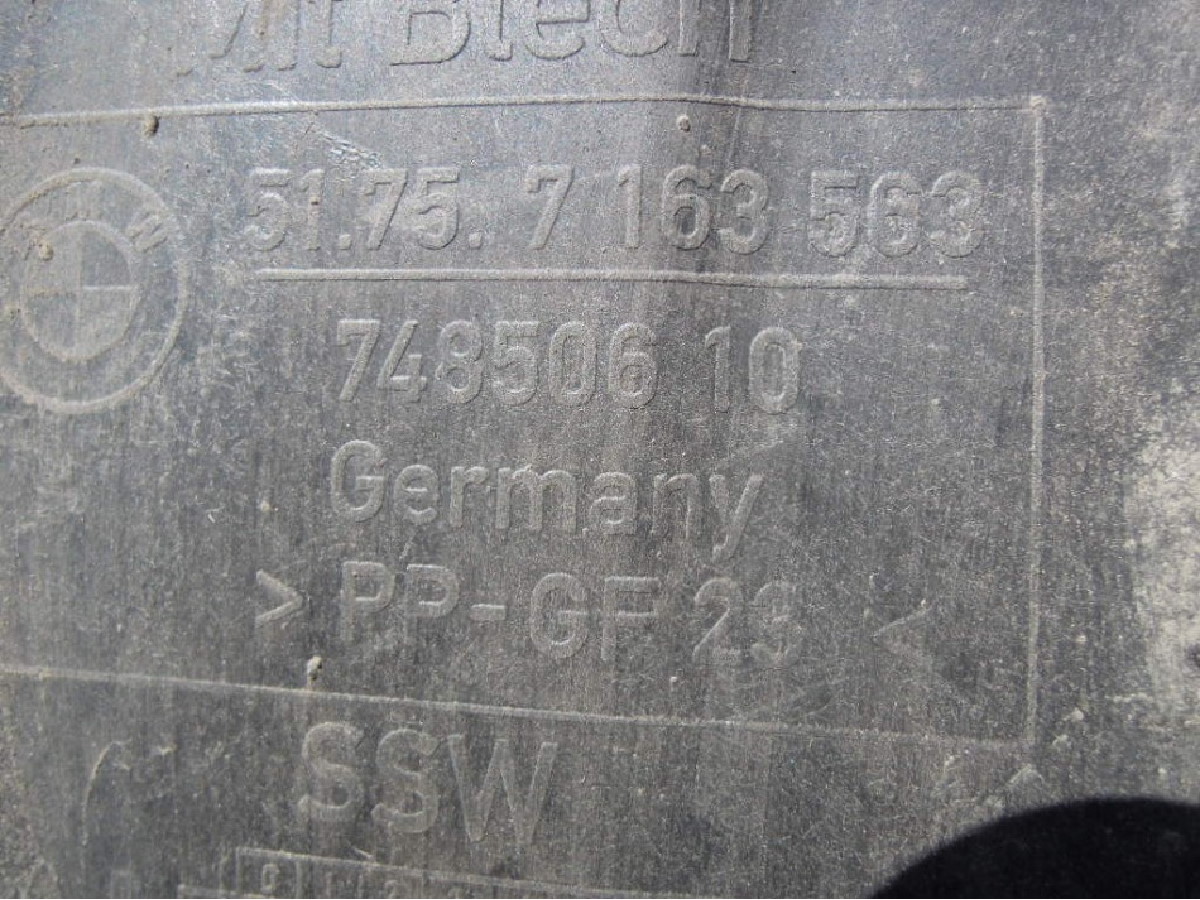 Mit Blech
51.75. 7 163 563
748506 10
Germany
> PP-GF 23 <
SSW